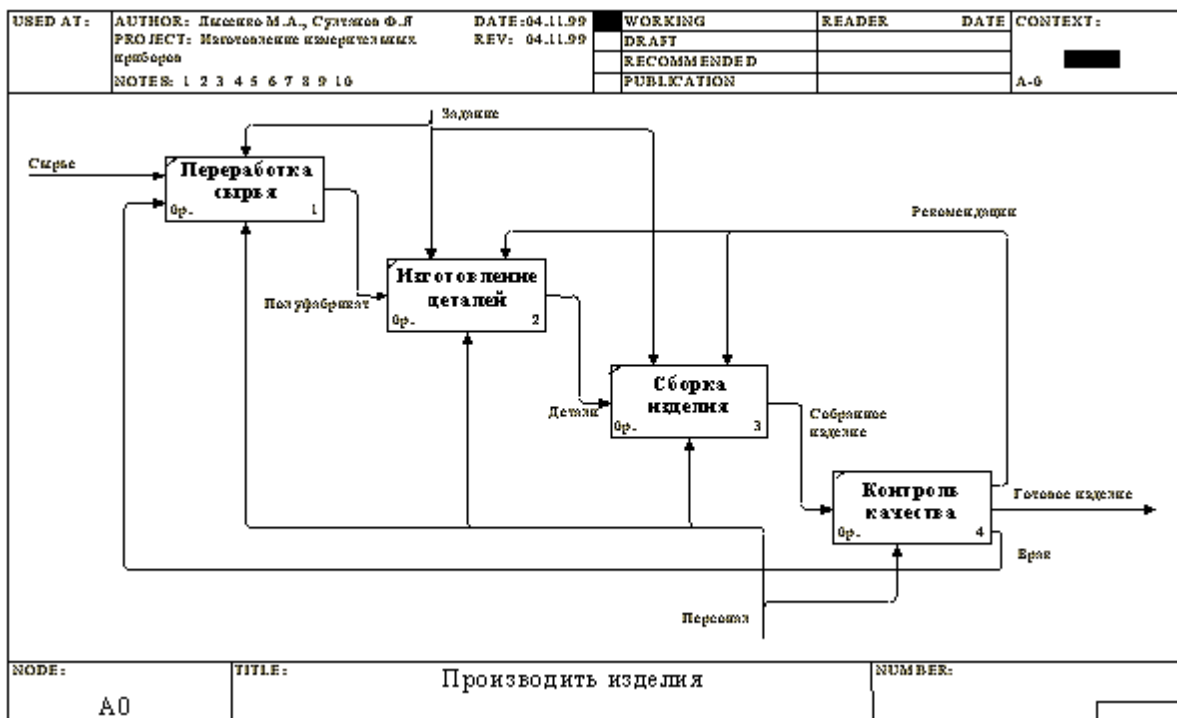 USED AT:
AUTHOR: Лысенко М.А., Султанов Ф.Л
DATE:04.11.99
PROJECT: Изготовление измерительных
приборов
REV: 04.11.99
NOTES: 1 2 3 4 5 6 7 8 9 10
WORKING
DRAFT
RECOMMENDED
PUBLICATION
READER
DATE
CONTEXT:
A-0
Задание
Сырье
Переработка
сырья
0р.
1
Рекомендации
Изготовление
деталей
0р.
2
Полуфабрикат
Сборка
изделия
0р.
3
Детали
Собранное
изделие
Контроль
качества
0р.
4
Готовое изделие
Брак
Персонал
NODE:
A0
TITLE:
Производить изделия
NUMBER: